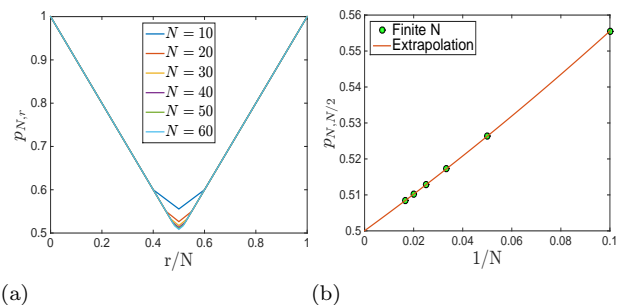 1
0.9
0.8
0.7
0.6
0.5
p_{N,r}
0 0.2 0.4 0.6 0.8 1
r/N
N = 10
N = 20
N = 30
N = 40
N = 50
N = 60
(a)
0.56
0.55
0.53
0.52
0.51
0.5
p_{N,N/2}
0 0.02 0.04 0.06 0.08 0.1
1/N
Finite N
Extrapolation
(b)